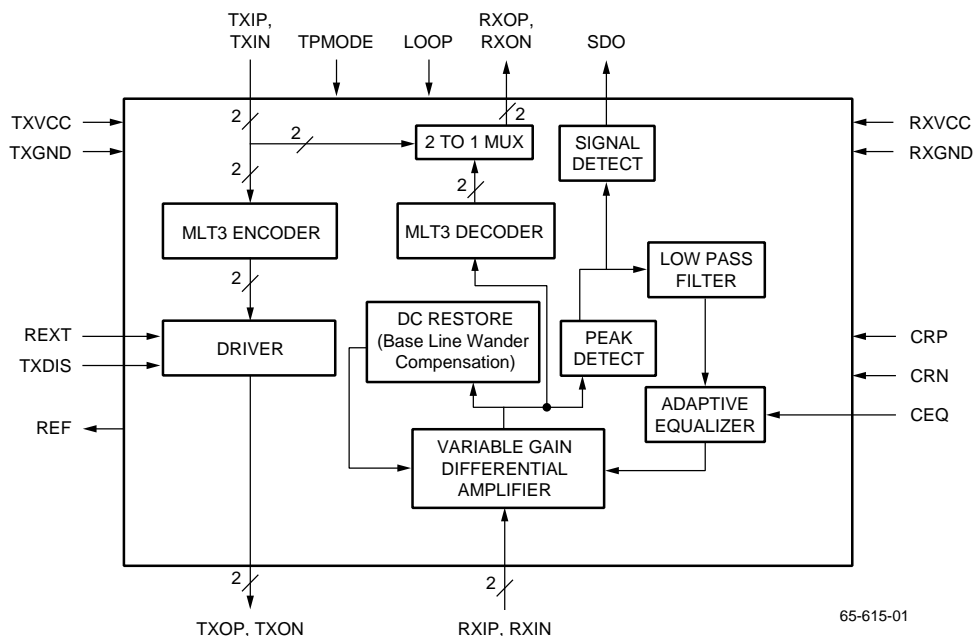 TXIP,
TXIN
TPMODE
LOOP
RXOP,
RXON
SDO
TXVCC
TXGND
RXVCC
RXGND
2
2
2
2 TO 1 MUX
SIGNAL
DETECT
2
2
MLT3 ENCODER
MLT3 DECODER
LOW PASS
FILTER
2
REXT
TXDIS
REF
DRIVER
DC RESTORE
(Base Line Wander
Compensation)
PEAK
DETECT
CRP
CRN
CEQ
ADAPTIVE
EQUALIZER
VARIABLE GAIN
DIFFERENTIAL
AMPLIFIER
2
2
TXOP, TXON
RXIP, RXIN
65-615-01